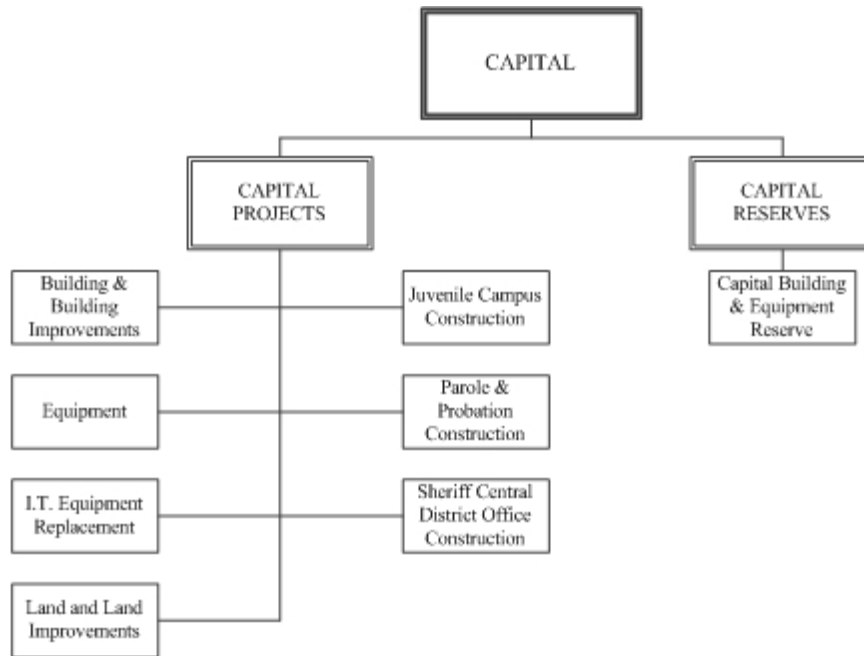 CAPITAL
CAPITAL
PROJECTS
CAPITAL
RESERVES
Building &
Building
Improvements
Juvenile Campus
Construction
Capital Building
& Equipment
Reserve
Equipment
Parole &
Probation
Construction
I.T. Equipment
Replacement
Sheriff Central
District Office
Construction
Land and Land
Improvements